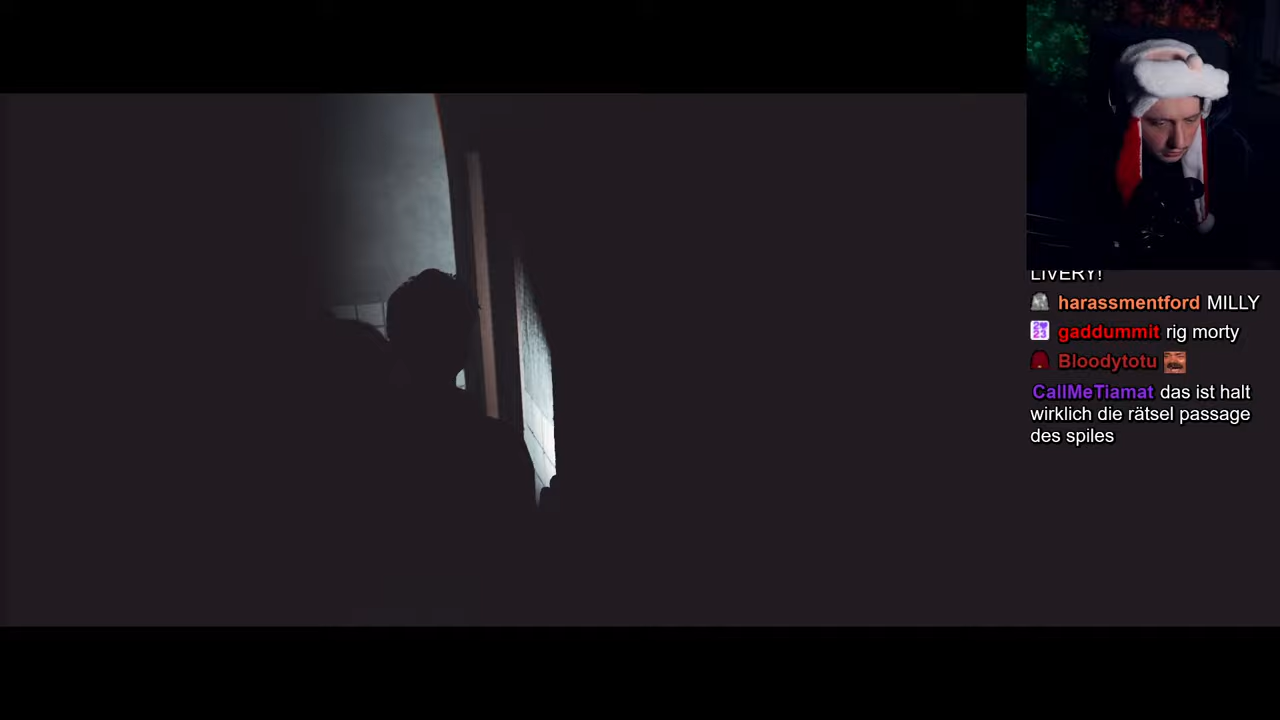 LIVERY!
harassmentford MILLY
gaddummit rig morty
Bloodytotu
CallMeTiamat das ist halt
wirklich die rätsel passage
des spiles